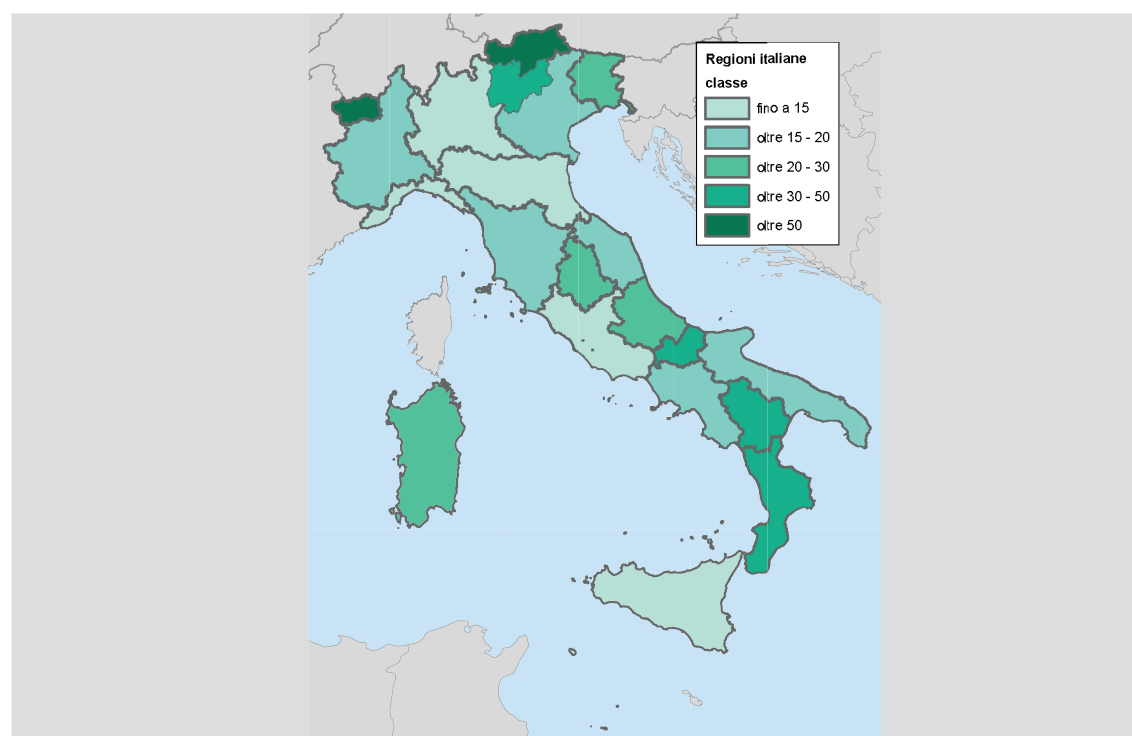 Regioni italiane
classe
fino a 15
oltre 15 - 20
oltre 20 - 30
oltre 30 - 50
oltre 50